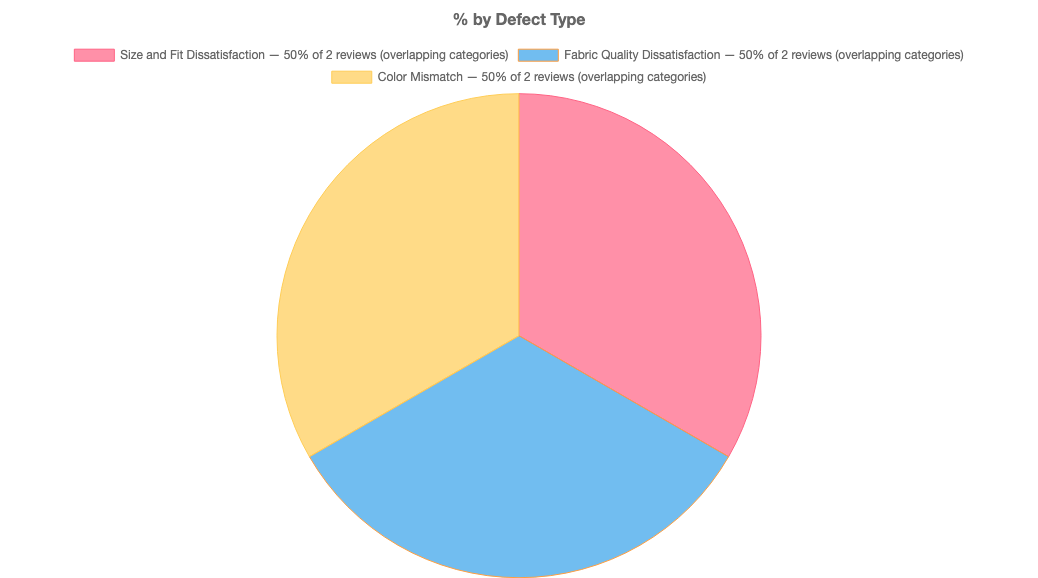 % by Defect Type
Size and Fit Dissatisfaction — 50% of 2 reviews (overlapping categories) Fabric Quality Dissatisfaction — 50% of 2 reviews (overlapping categories)
Color Mismatch — 50% of 2 reviews (overlapping categories)